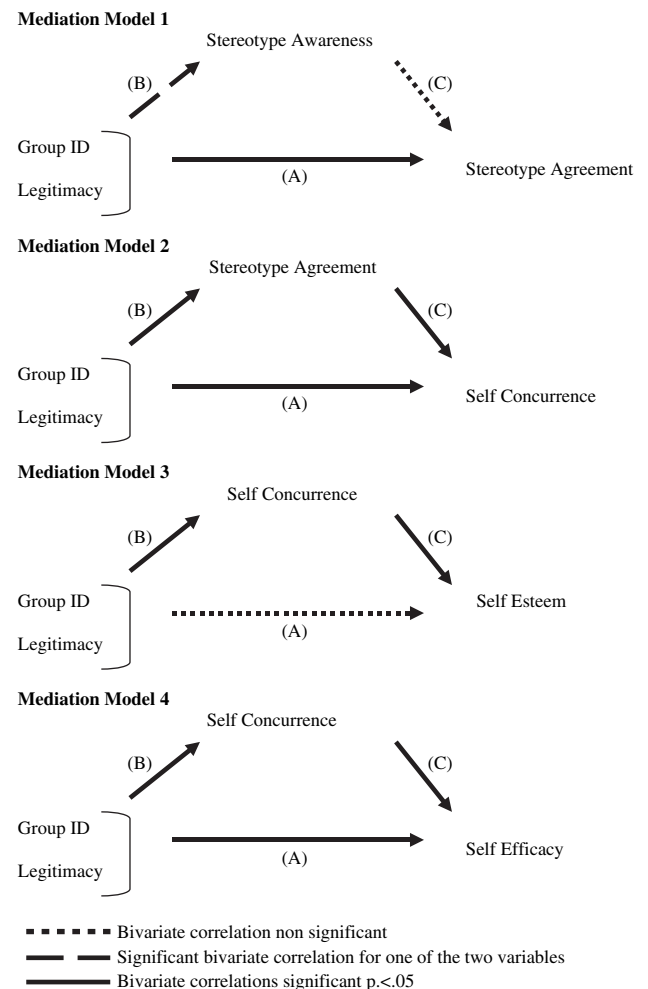 Mediation Model 1
Stereotype Awareness
(B)
(C)
Group ID
Legitimacy
(A)
Stereotype Agreement
Mediation Model 2
Stereotype Agreement
(B)
(C)
Group ID
Legitimacy
(A)
Self Concurrence
Mediation Model 3
Self Concurrence
(B)
(C)
Group ID
Legitimacy
(A)
Self Esteem
Mediation Model 4
Self Concurrence
(B)
(C)
Group ID
Legitimacy
(A)
Self Efficacy
Bivariate correlation non significant
Significant bivariate correlation for one of the two variables
Bivariate correlations significant p.<.05